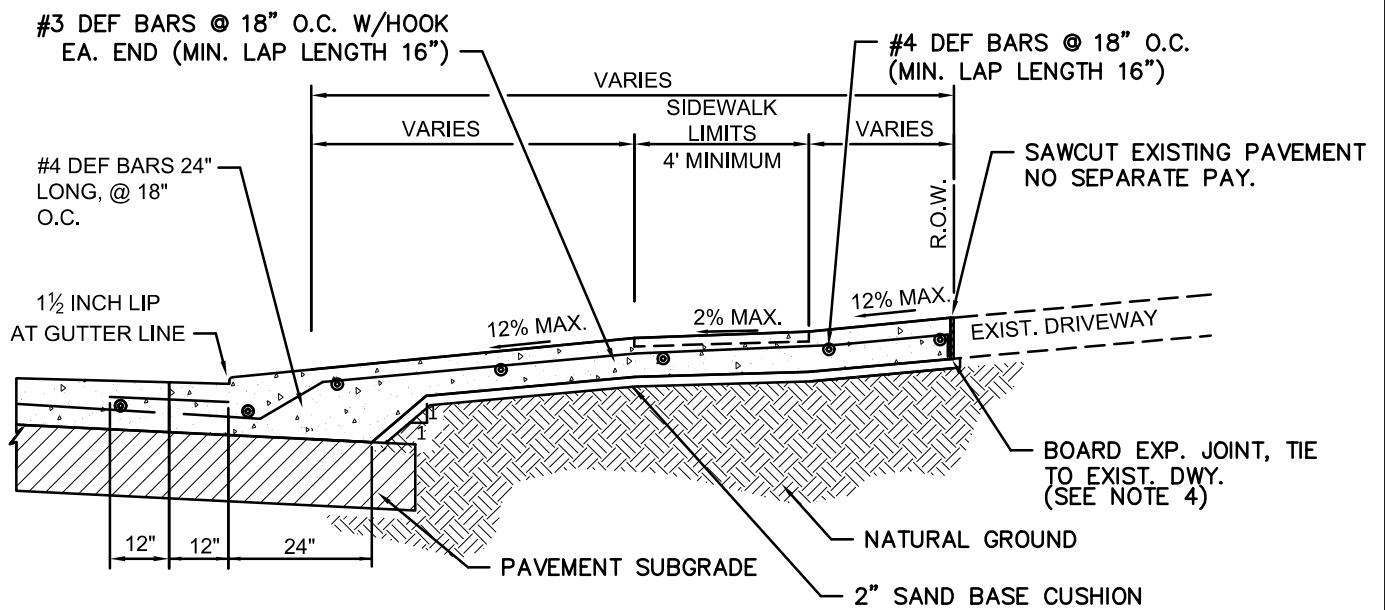 #3 DEF BARS @ 18" O.C. W/HOOK
EA. END (MIN. LAP LENGTH 16")
#4 DEF BARS @ 18" O.C.
(MIN. LAP LENGTH 16")
VARIES
VARIES
SIDEWALK
LIMITS
4' MINIMUM
VARIES
SAWCUT EXISTING PAVEMENT
NO SEPARATE PAY.
#4 DEF BARS 24"
LONG, @ 18"
O.C.
R.O.W.
1½ INCH LIP
AT GUTTER LINE
12% MAX.
2% MAX.
12% MAX.
EXIST. DRIVEWAY
1
1
BOARD EXP. JOINT, TIE
TO EXIST. DWY.
(SEE NOTE 4)
NATURAL GROUND
12"
12"
24"
PAVEMENT SUBGRADE
2" SAND BASE CUSHION